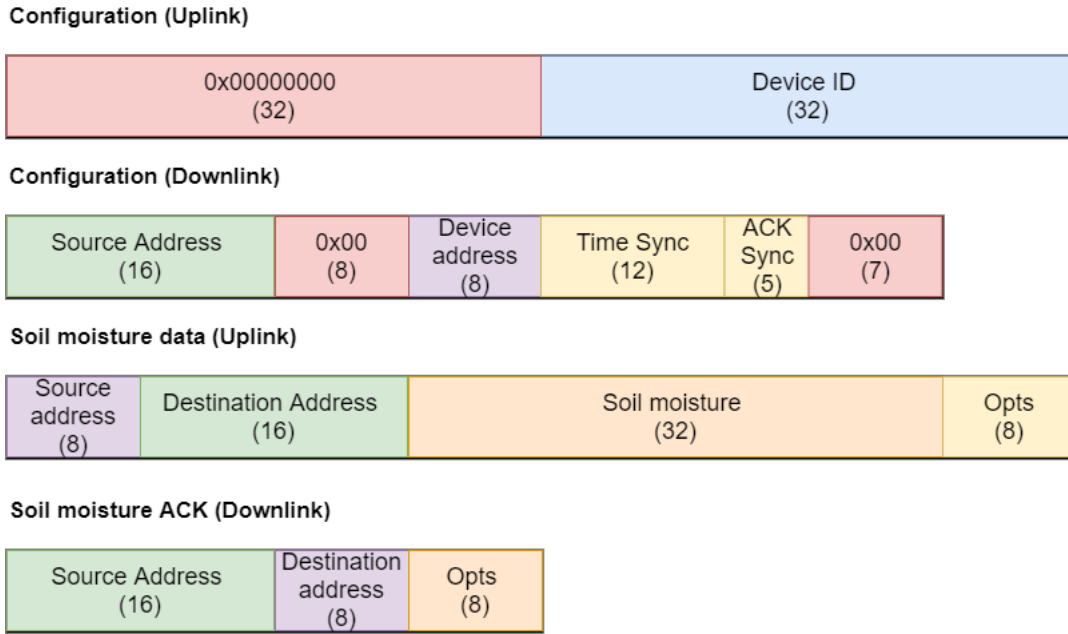 Configuration (Uplink)
0x00000000
(32)
Device ID
(32)
Configuration (Downlink)
Source Address
(16)
0x00
(8)
Device
address
(8)
Time Sync
(12)
ACK
Sync
(5)
0x00
(7)
Soil moisture data (Uplink)
Source
address
(8)
Destination Address
(16)
Soil moisture
(32)
Opts
(8)
Soil moisture ACK (Downlink)
Source Address
(16)
Destination
address
(8)
Opts
(8)